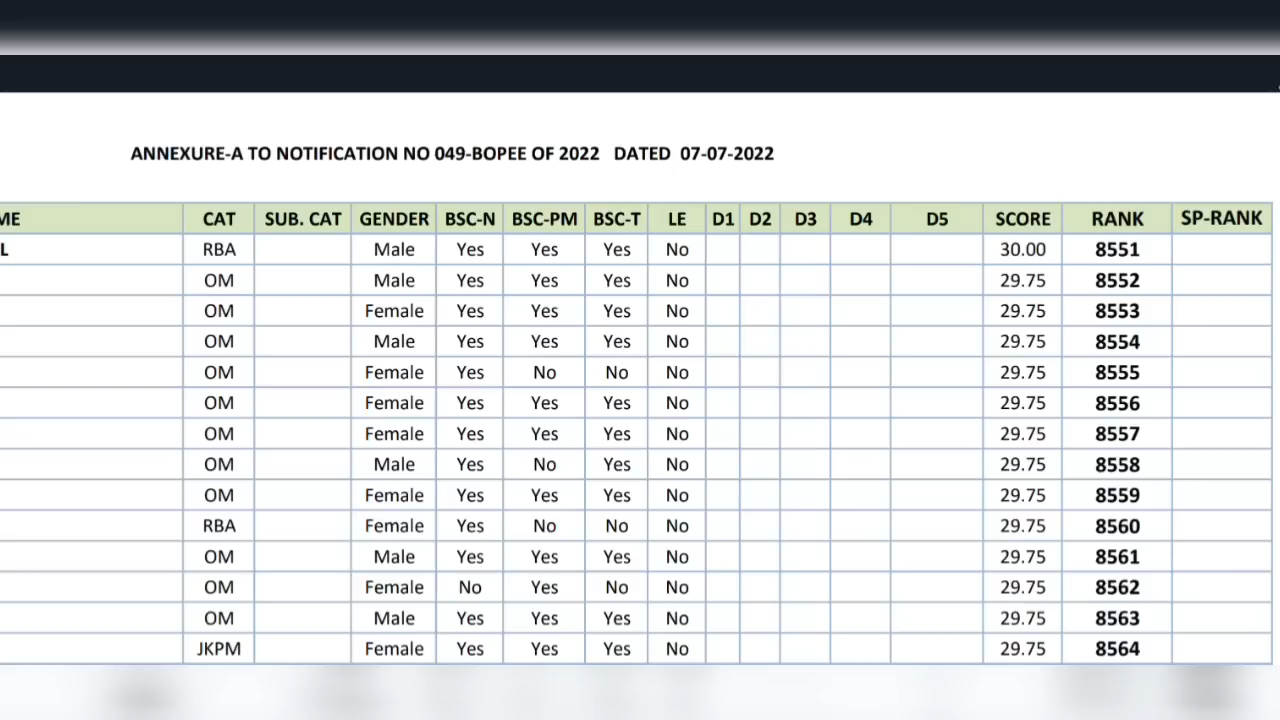 ANNEXURE-A TO NOTIFICATION NO 049-BOPEE OF 2022 DATED 07-07-2022
ME CAT SUB. CAT GENDER BSC-N BSC-PM BSC-T LE D1 D2 D3 D4 D5 SCORE RANK SP-RANK
L RBA Male Yes Yes Yes No 30.00 8551
OM Male Yes Yes Yes No 29.75 8552
OM Female Yes Yes Yes No 29.75 8553
OM Male Yes Yes Yes No 29.75 8554
OM Female Yes No No No 29.75 8555
OM Female Yes Yes Yes No 29.75 8556
OM Female Yes Yes Yes No 29.75 8557
OM Male Yes No Yes No 29.75 8558
OM Female Yes Yes Yes No 29.75 8559
RBA Female Yes No No No 29.75 8560
OM Male Yes Yes Yes No 29.75 8561
OM Female No Yes No No 29.75 8562
OM Male Yes Yes Yes No 29.75 8563
JKPM Female Yes Yes Yes No 29.75 8564